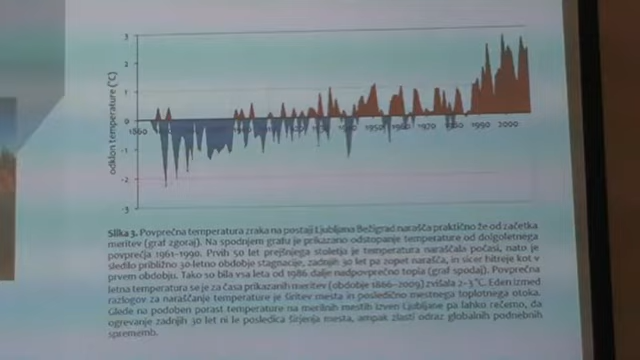 3
2
1
0
-1
-2
-3
odklon temperature (°C)
1860 1940 1950 1960 1970 1980 1990 2000
Slika 3. Povprečna temperatura zraka na postaji Ljubljana Bežigrad narašča praktično že od začetka
meritev (graf zgoraj). Na spodnjem grafu je prikazano odstopanje temperature od dolgoletnega
povprečja 1961-1990. Prvih 50 let prejšnjega stoletja je temperatura naraščala počasi, nato je
sledilo približno 30-letno obdobje stagnacije, zadnjih 30 let pa zopet narašča, in sicer hitreje kot v
prvem obdobju. Tako so bila vsa leta od 1986 dalje nadpovprečno topla (graf spodaj). Povprečna
letna temperatura se je za časa prikazanih meritev (obdobje 1866-2009) zvišala 2-3 °C. Eden izmed
razlogov za naraščanje temperature je širitev mesta in posledično mestnega toplotnega otoka.
Glede na podoben porast temperature na merilnih mestih izven Ljubljane pa lahko rečemo, da
ogrevanje zadnjih 30 let ni le posledica širjenja mesta, ampak zlasti odraz globalnih podnebnih
sprememb.